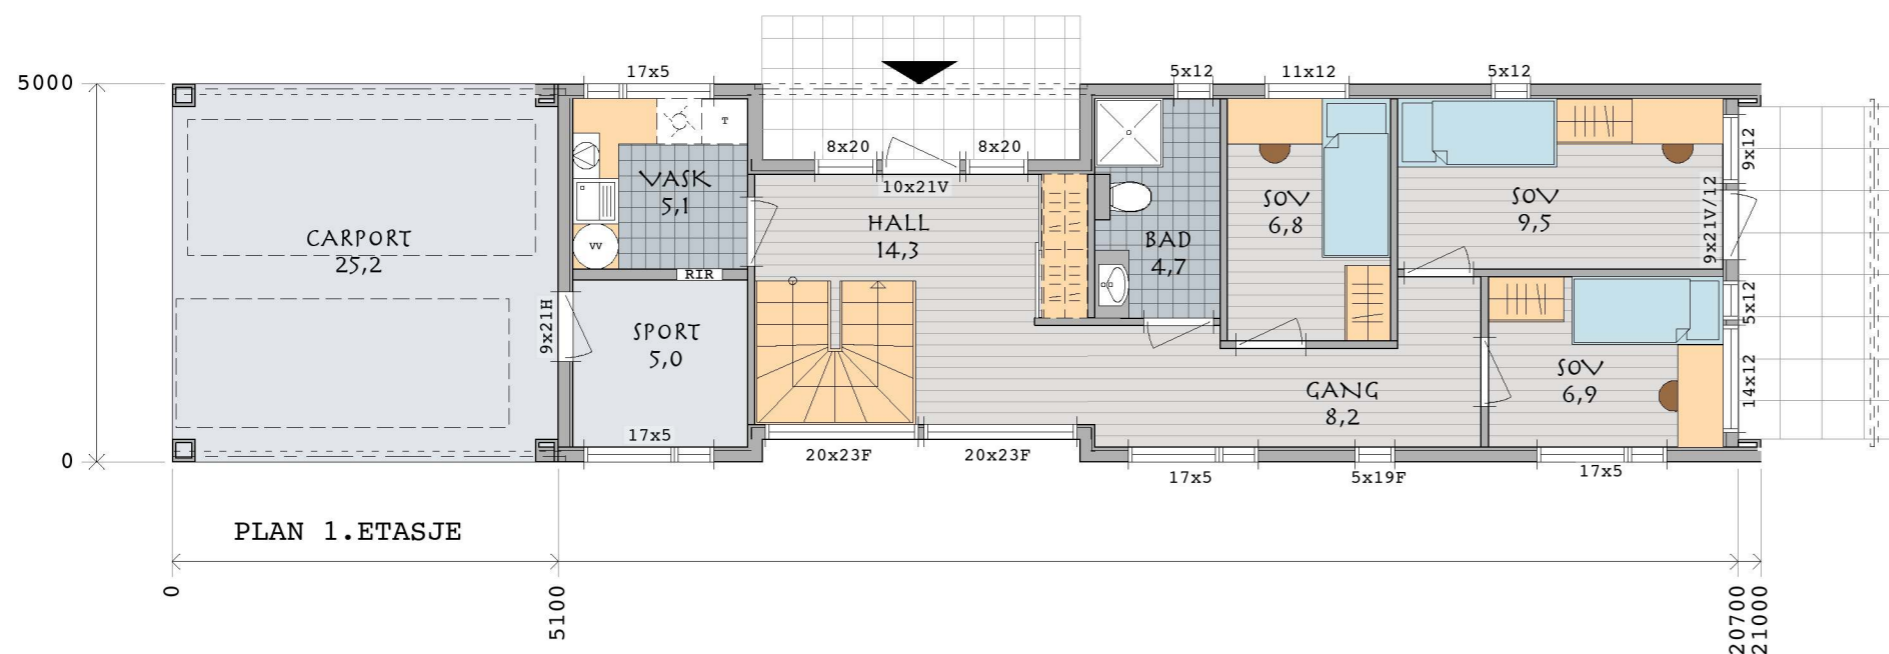 5000
17x5
5x12
11x12
5x12
T
8x20
8x20
10x21V
9x12
VASK
5,1
HALL
14,3
SOV
6,8
SOV
9,5
9x21V/12
CARPORT
25,2
VV
BAD
4,7
RIR
9x21H
SPORT
5,0
5x12
SOV
6,9
14x12
GANG
8,2
17x5
20x23F
20x23F
17x5
5x19F
17x5
0
PLAN 1.ETASJE
0
5100
20700
21000